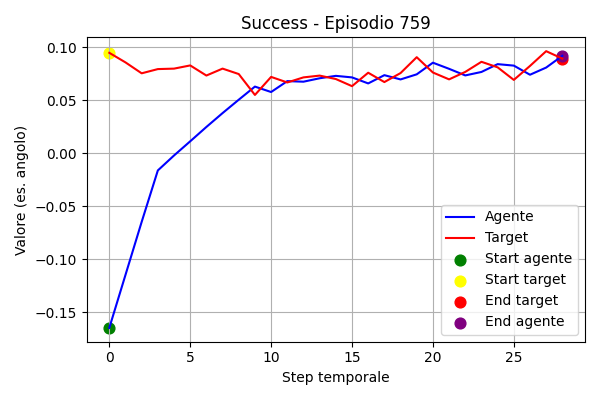 Success - Episodio 759
Valore (es. angolo)
0.10
0.05
0.00
−0.05
−0.10
−0.15
0 5 10 15 20 25
Step temporale
Agente
Target
Start agente
Start target
End target
End agente